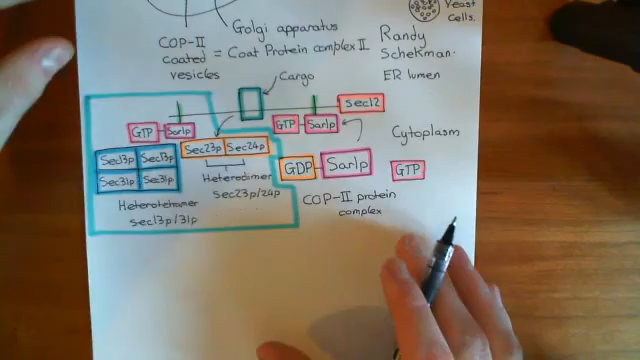 Yeast
Cells.
Golgi apparatus
COP-II
coated
vesicles
= Coat Protein complex II
Randy
Schekman.
ER lumen
Cargo
Sec12
GTP
Sar1p
GTP
Sar1p
Cytoplasm
Sec13p
Sec13p
Sec31p
Sec31p
Sec23p
Sec24p
GDP
Sar1p
GTP
Heterodimer
sec23p/24p
Heterotetramer
sec13p/31p
COP-II protein
complex